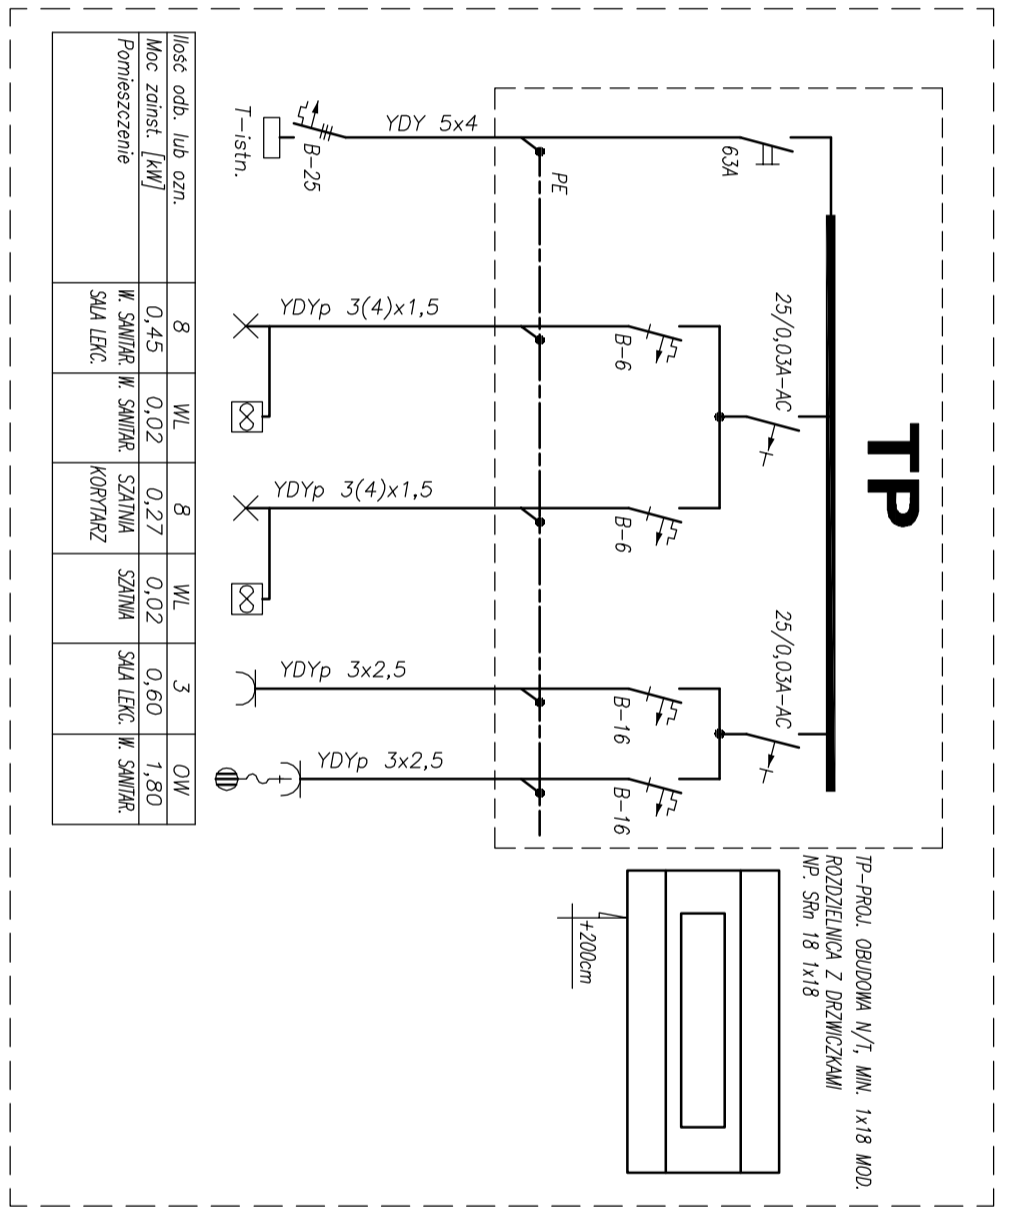 TP
TP-PROJ. OBUDOWA N/T, MIN. 1x18 MOD.
ROZDZIELNICA Z DRZWICZKAMI
NP. SRn 18 1x18
63A
25/0,03A-AC
25/0,03A-AC
B-6
B-6
B-16
B-16
+200cm
PE
YDY 5x4
YDYp 3(4)x1,5
YDYp 3(4)x1,5
YDYp 3x2,5
YDYp 3x2,5
B-25
T-istn.
Ilość odb. lub ozn. 8 WL 8 WL 3 OW
Moc zainst. [kW] 0,45 0,02 0,27 0,02 0,60 1,80
Pomieszczenie W. SANITAR. W. SANITAR. SZATNIA SZATNIA SALA LEKC. W. SANITAR.
SALA LEKC. KORYTARZ